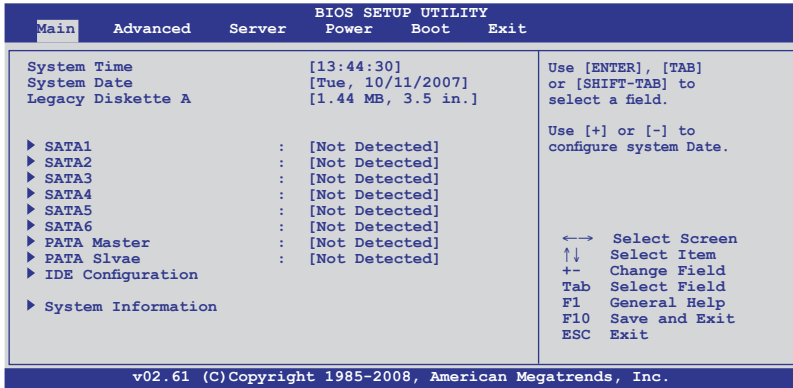 BIOS SETUP UTILITY
Main Advanced Server Power Boot Exit
System Time [13:44:30]
System Date [Tue, 10/11/2007]
Legacy Diskette A [1.44 MB, 3.5 in.]
SATA1 : [Not Detected]
SATA2 : [Not Detected]
SATA3 : [Not Detected]
SATA4 : [Not Detected]
SATA5 : [Not Detected]
SATA6 : [Not Detected]
PATA Master : [Not Detected]
PATA Slvae : [Not Detected]
IDE Configuration
System Information
Use [ENTER], [TAB]
or [SHIFT-TAB] to
select a field.
Use [+] or [-] to
configure system Date.
←→ Select Screen
↑↓ Select Item
+- Change Field
Tab Select Field
F1 General Help
F10 Save and Exit
ESC Exit
v02.61 (C)Copyright 1985-2008, American Megatrends, Inc.